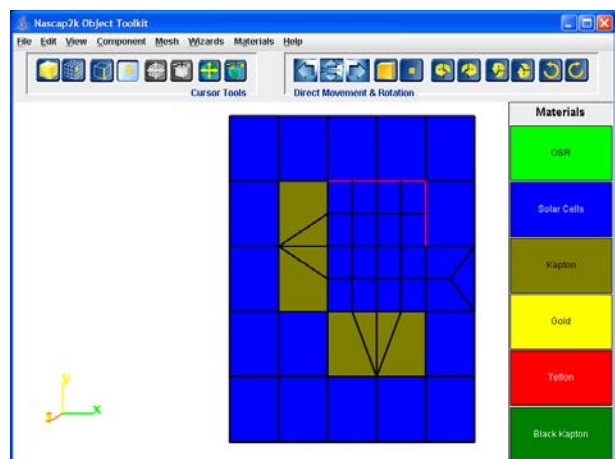 Nascap2k Object Toolkit
File Edit View Component Mesh Wizards Materials Help
Cursor Tools
Direct Movement & Rotation
Materials
OSR
Solar Cells
Kapton
Gold
Teflon
Black Kapton
y
z x